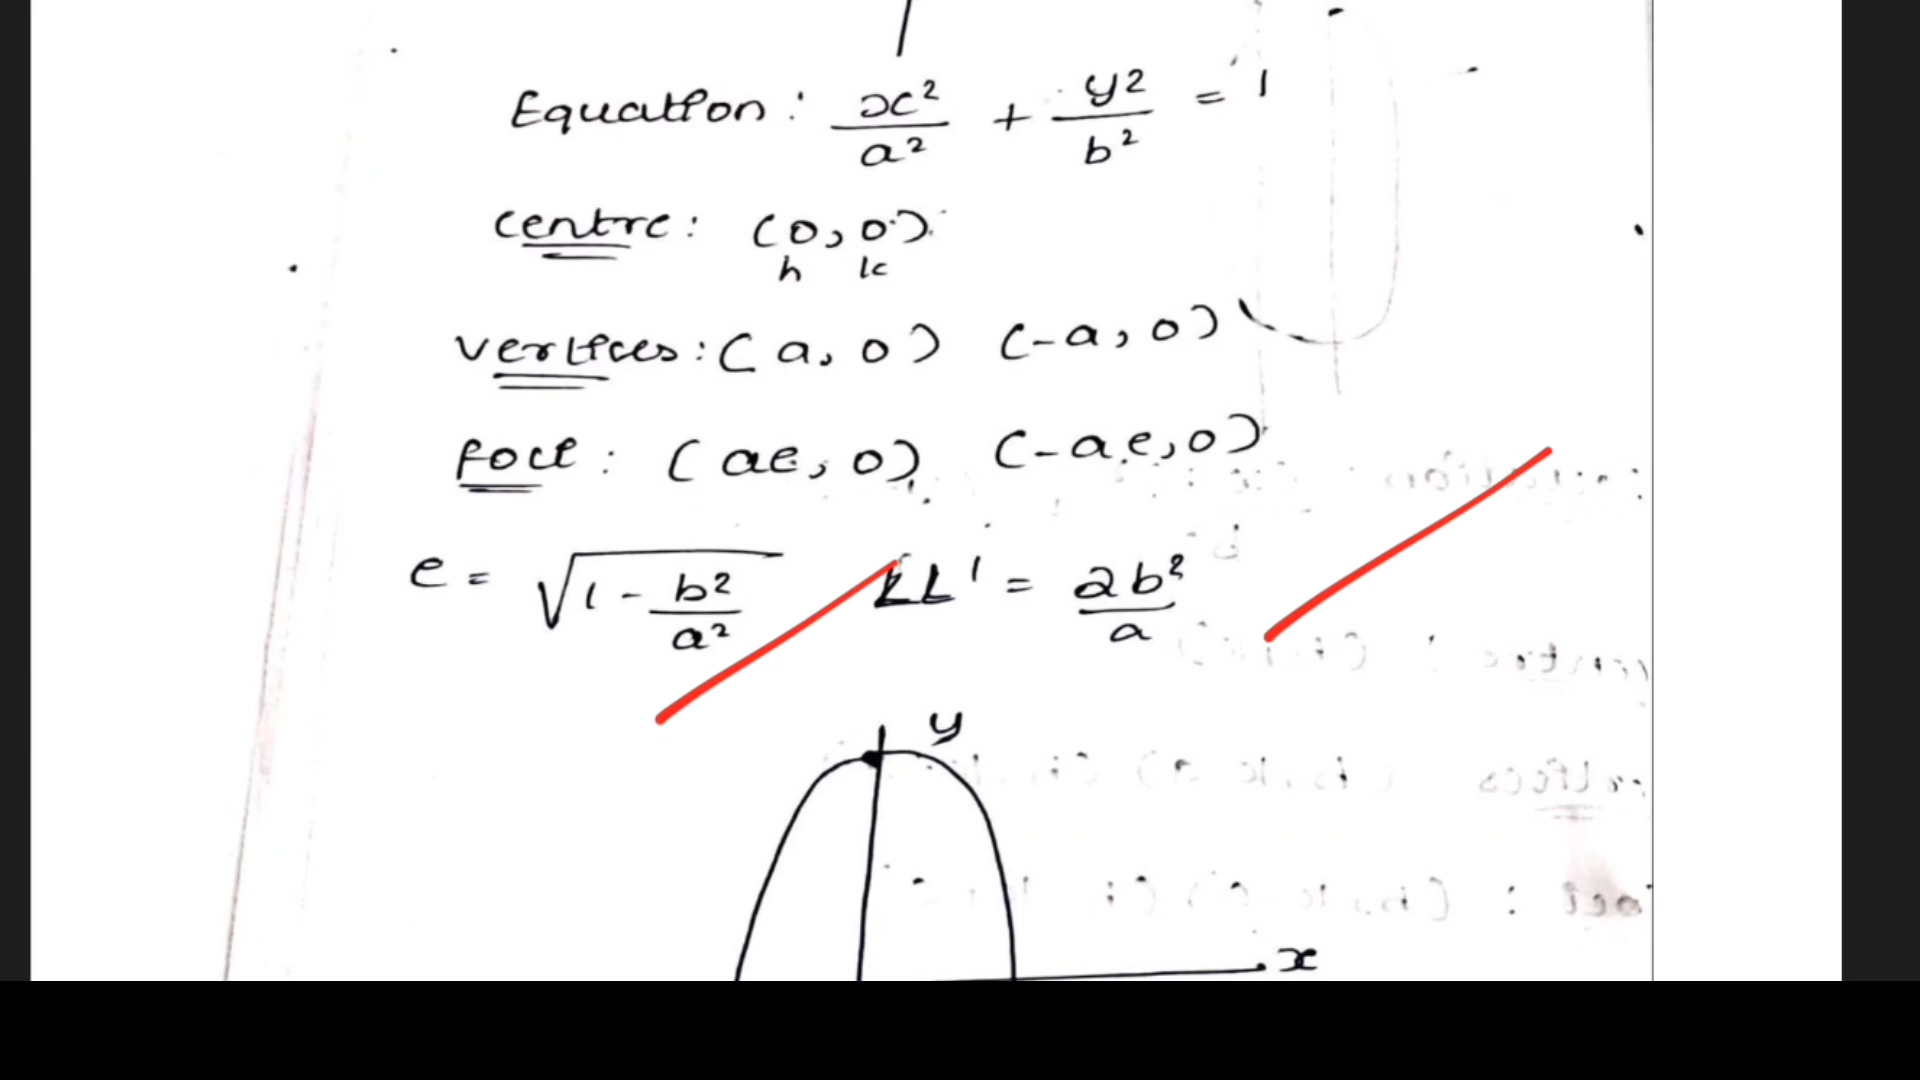 Equation: x²/a² + y²/b² = 1
centre: (0, 0)
h k
vertices: (a, 0) (-a, 0)
foci: (ae, 0) (-ae, 0)
e = √(1 - b²/a²) LL' = 2b²/a
y
x